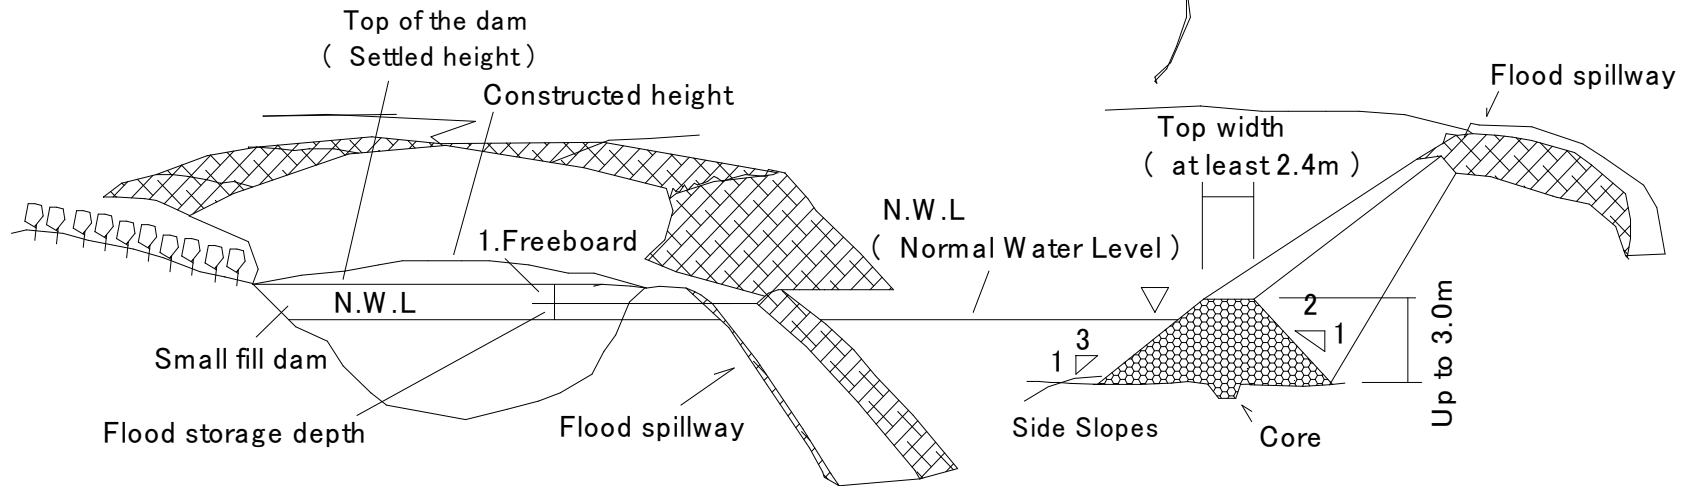 Top of the dam
( Settled height )
Constructed height
1.Freeboard
N.W.L
Small fill dam
Flood storage depth
Flood spillway
N.W.L
( Normal Water Level )
Top width
( at least 2.4m )
Flood spillway
3
1
2
1
Up to 3.0m
Side Slopes
Core